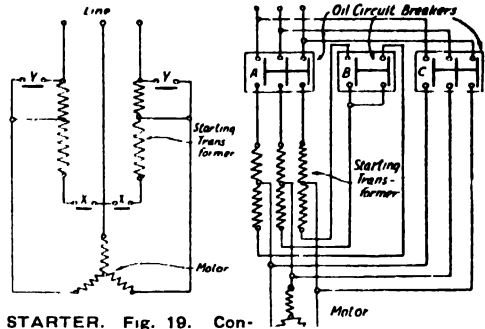 Line
V
V
Starting
Trans
former
X
X
Motor
Oil Circuit Breakers
A
B
C
Starting
Trans-
former
Motor
STARTER. Fig. 19. Con-